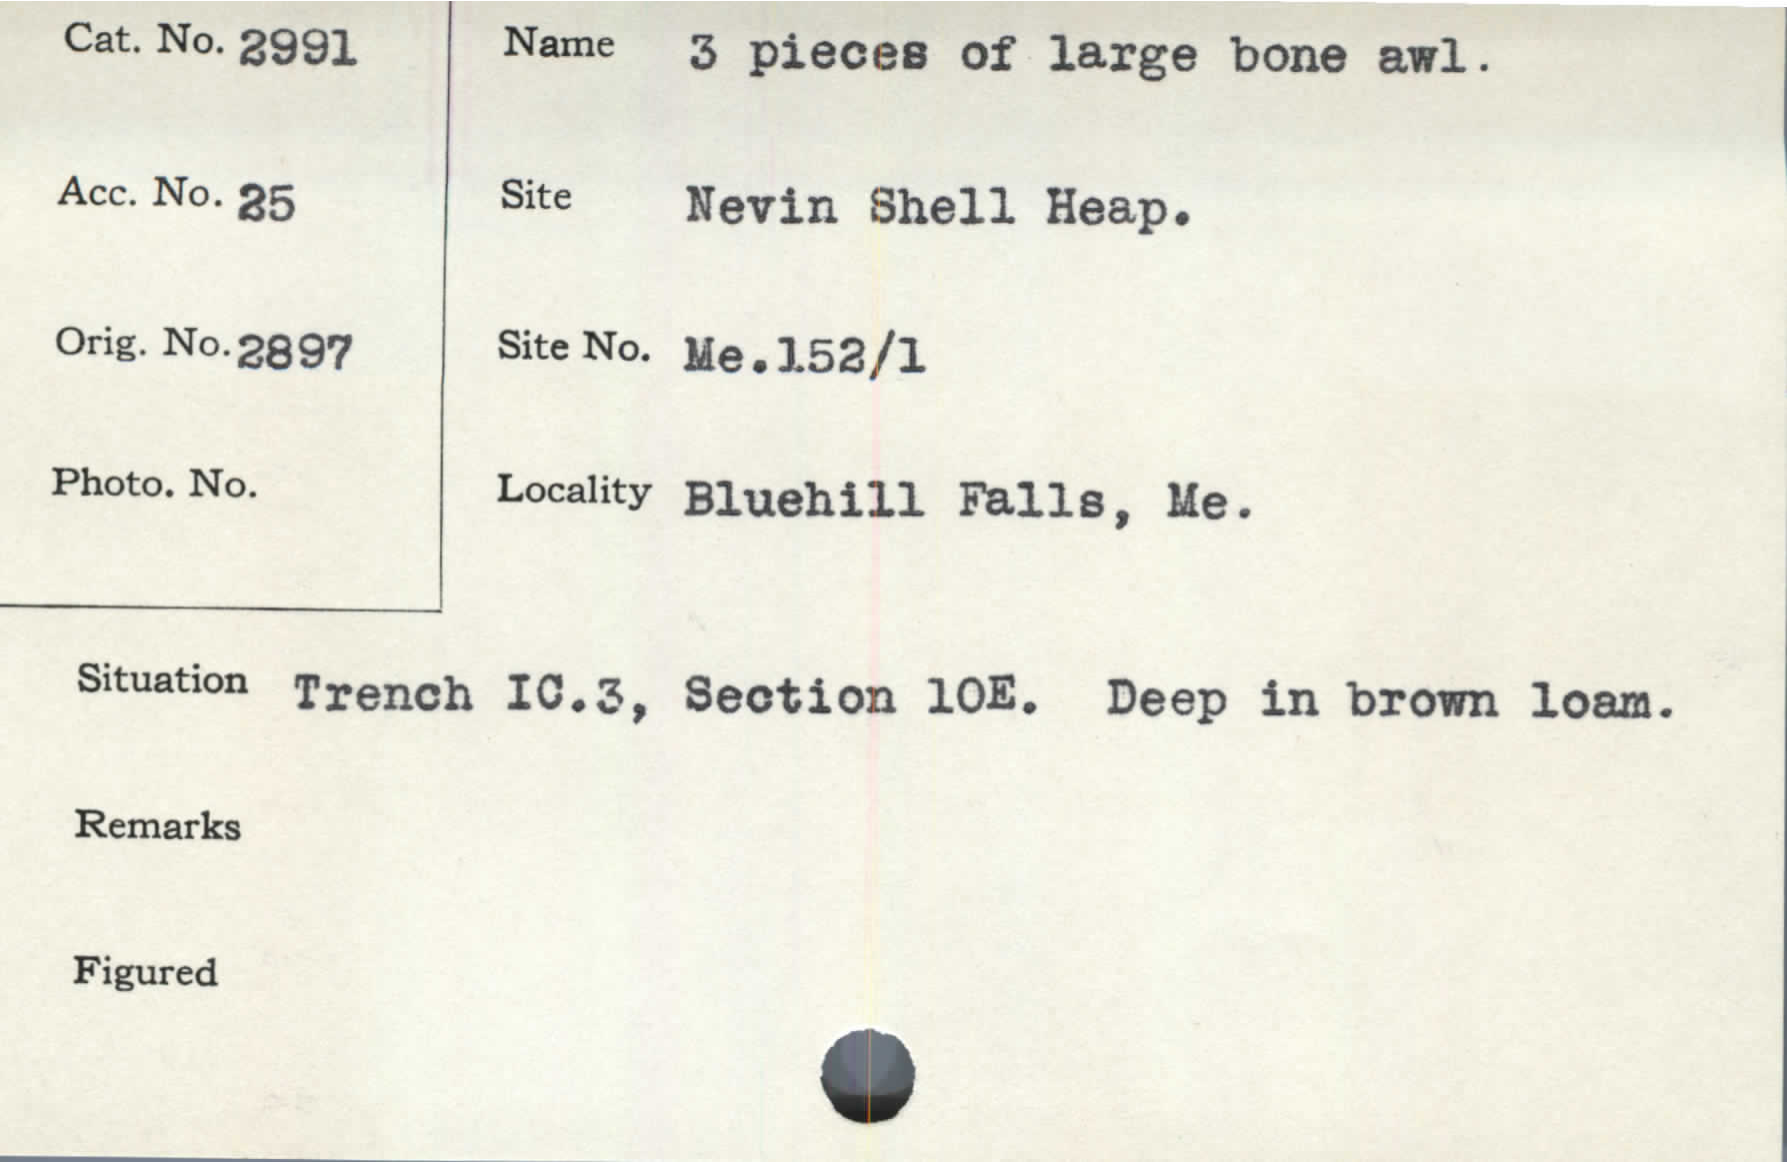 Cat. No. 2991
Name 3 pieces of large bone awl.
Acc. No. 25
Site Nevin Shell Heap.
Orig. No. 2897
Site No. Me.152/1
Photo. No.
Locality Bluehill Falls, Me.
Situation Trench IC.3, Section 10E. Deep in brown loam.
Remarks
Figured